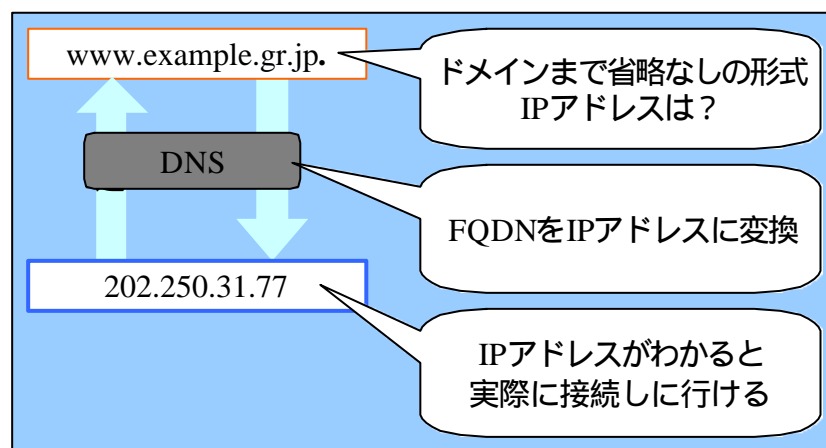 www.example.gr.jp.
ドメインまで省略なしの形式
IPアドレスは？
DNS
FQDNをIPアドレスに変換
202.250.31.77
IPアドレスがわかると
実際に接続しに行ける